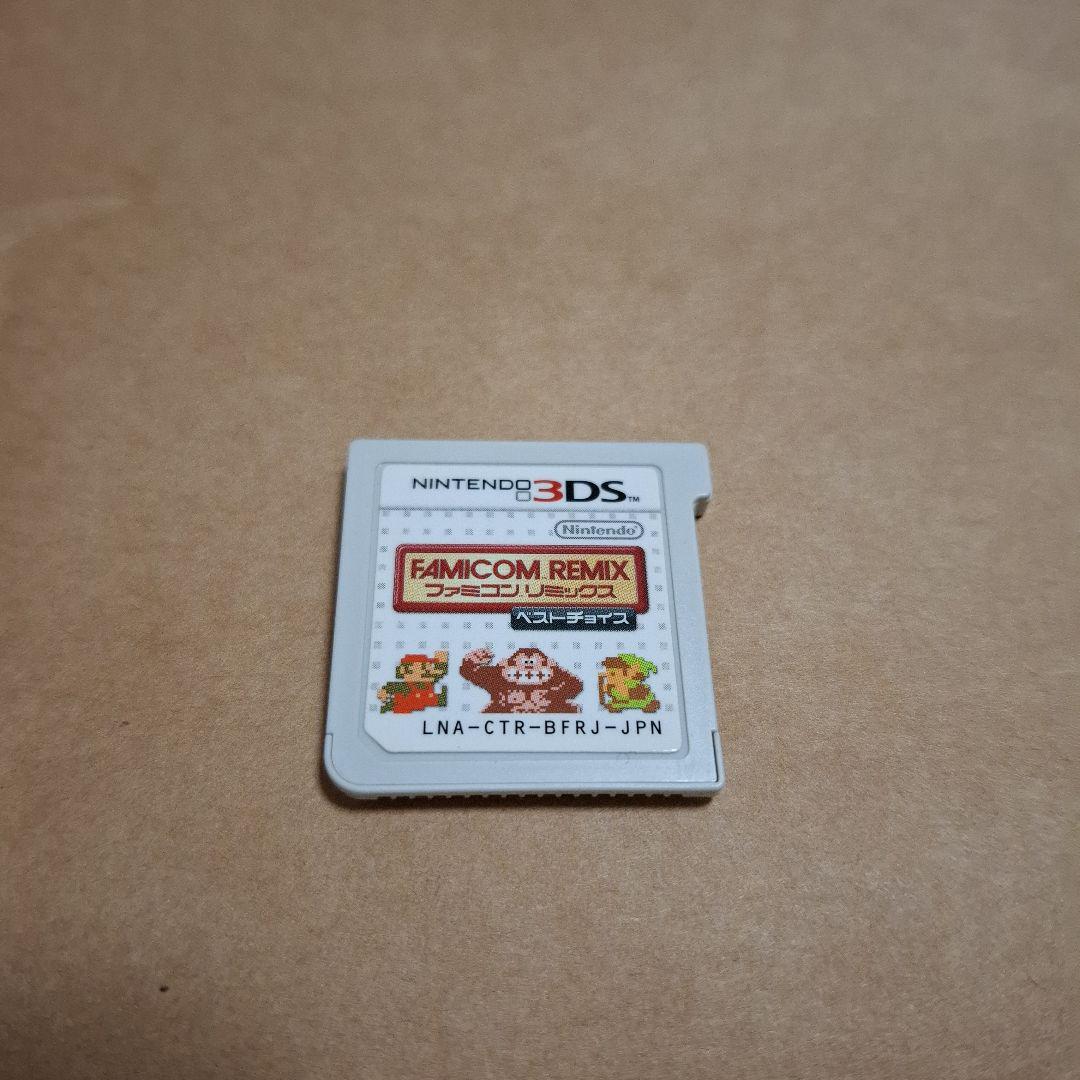 NINTENDO 3DS™
Nintendo
FAMICOM REMIX
ファミコンリミックス
ベストチョイス
LNA-CTR-BFRJ-JPN